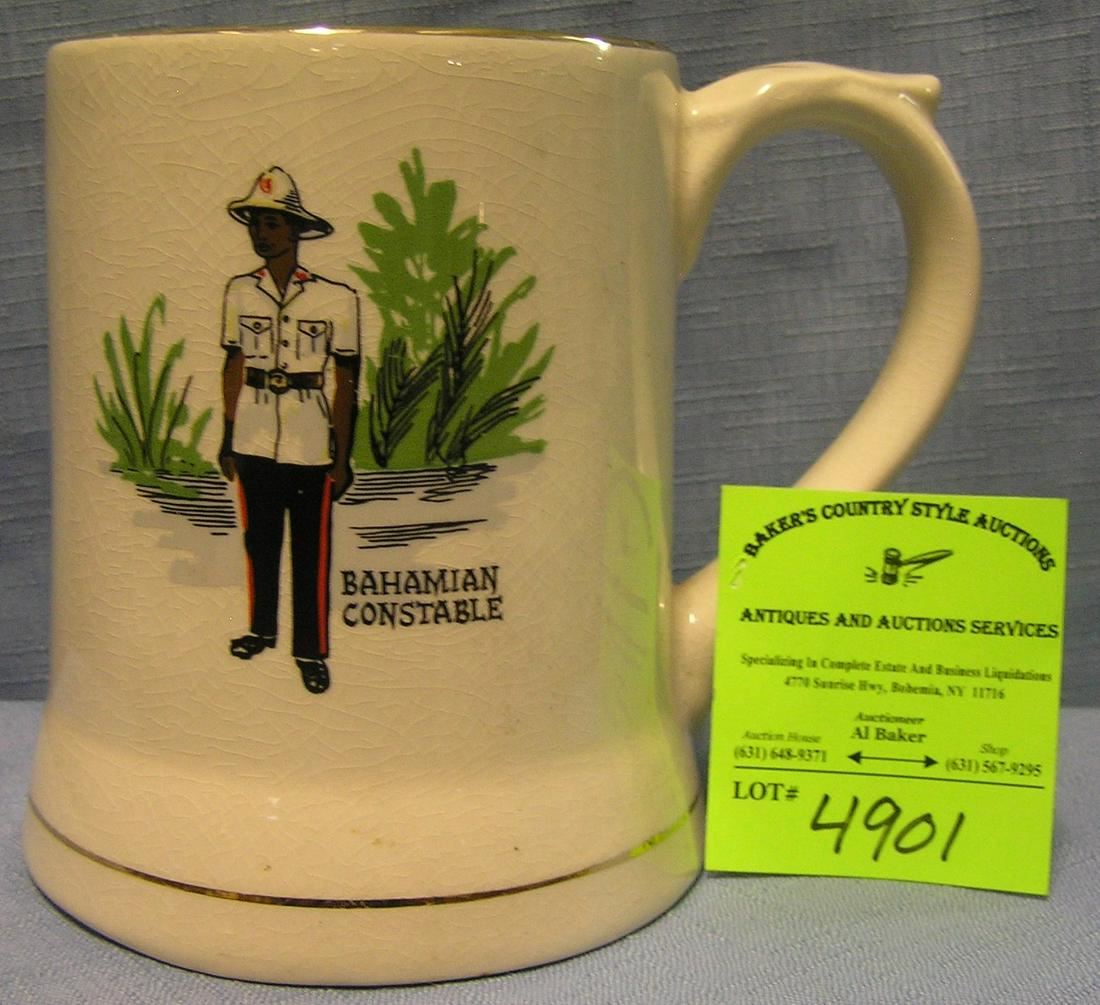 BAHAMIAN
CONSTABLE
BAKER'S COUNTRY STYLE AUCTIONS
ANTIQUES AND AUCTIONS SERVICES
Specializing In Complete Estate And Business Liquidations
4770 Sunrise Hwy, Bohemia, NY 11716
Auctioneer
Al Baker
Auction House
(631) 648-9371
Shop
(631) 567-9295
LOT# 4901